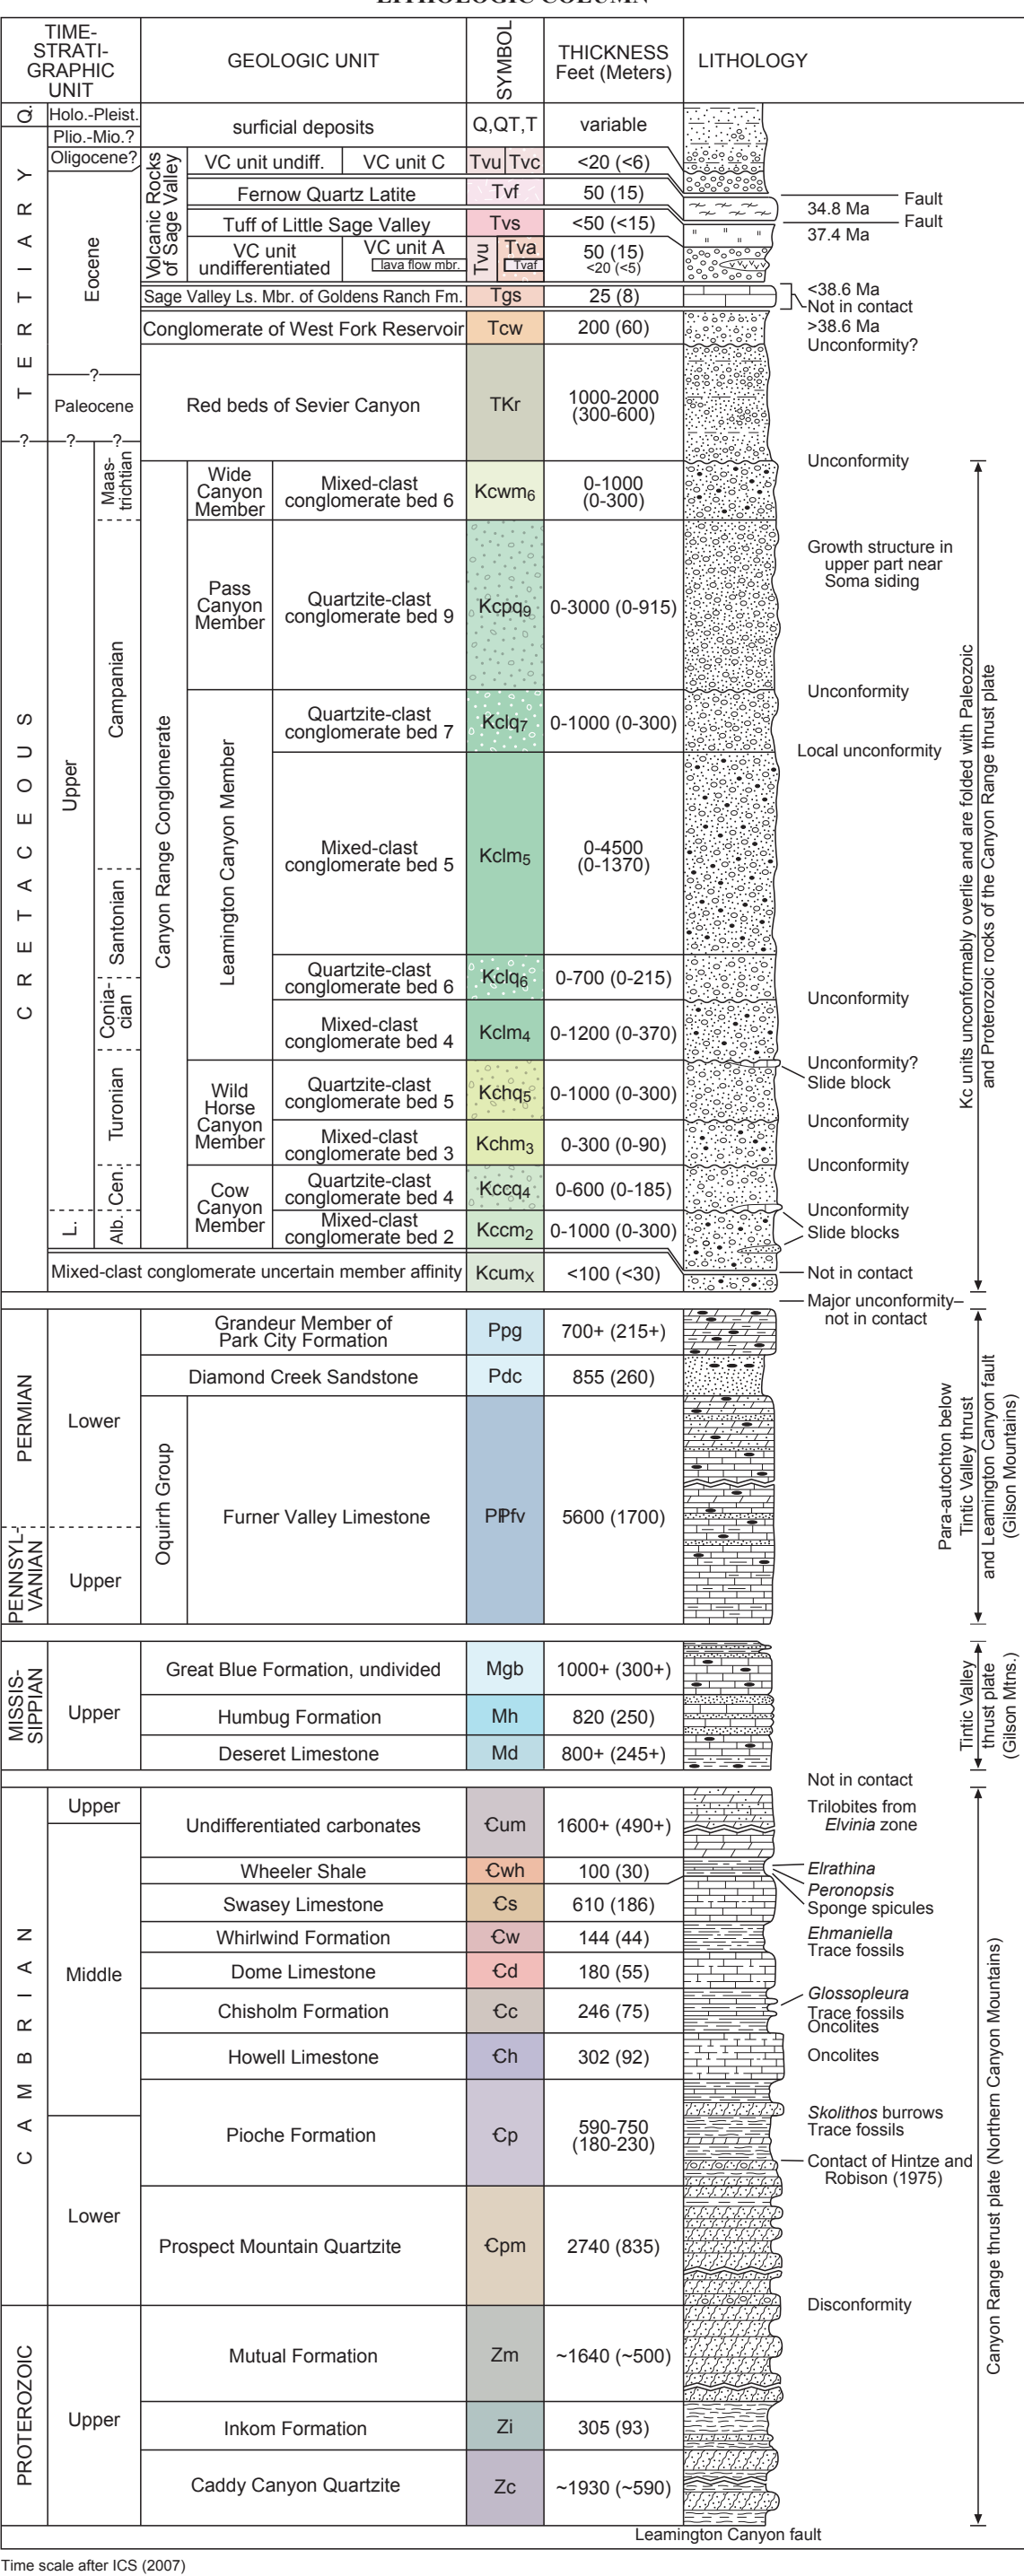 LITHOLOGIC COLUMN
TIME-
STRATI-
GRAPHIC
UNIT
GEOLOGIC UNIT
SYMBOL
THICKNESS
Feet (Meters)
LITHOLOGY
Q.
Holo.-Pleist.
Plio.-Mio.?
surficial deposits
Q,QT,T
variable
TERTIARY
Oligocene?
Volcanic Rocks
of Sage Valley
VC unit undiff.
VC unit C
Tvu
Tvc
<20 (<6)
Fernow Quartz Latite
Tvf
50 (15)
Fault
34.8 Ma
Tuff of Little Sage Valley
Tvs
<50 (<15)
Fault
37.4 Ma
Eocene
VC unit
undifferentiated
VC unit A
lava flow mbr.
Tvu
Tva
Tvaf
50 (15)
<20 (<5)
Sage Valley Ls. Mbr. of Goldens Ranch Fm.
Tgs
25 (8)
<38.6 Ma
Not in contact
Conglomerate of West Fork Reservoir
Tcw
200 (60)
>38.6 Ma
Unconformity?
?
Paleocene
Red beds of Sevier Canyon
TKr
1000-2000
(300-600)
? ? ?
Unconformity
CRETACEOUS
Upper
Maas-
trichtian
Canyon Range Conglomerate
Wide
Canyon
Member
Mixed-clast
conglomerate bed 6
Kcwm6
0-1000
(0-300)
Campanian
Pass
Canyon
Member
Quartzite-clast
conglomerate bed 9
Kcpq9
0-3000 (0-915)
Growth structure in
upper part near
Soma siding
Unconformity
Leamington Canyon Member
Quartzite-clast
conglomerate bed 7
Kclq7
0-1000 (0-300)
Local unconformity
Mixed-clast
conglomerate bed 5
Kclm5
0-4500
(0-1370)
Santonian
Quartzite-clast
conglomerate bed 6
Kclq6
0-700 (0-215)
Unconformity
Conia-
cian
Mixed-clast
conglomerate bed 4
Kclm4
0-1200 (0-370)
Unconformity?
Slide block
Turonian
Wild
Horse
Canyon
Member
Quartzite-clast
conglomerate bed 5
Kchq5
0-1000 (0-300)
Unconformity
Mixed-clast
conglomerate bed 3
Kchm3
0-300 (0-90)
Unconformity
Cen.
Cow
Canyon
Member
Quartzite-clast
conglomerate bed 4
Kccq4
0-600 (0-185)
Unconformity
Slide blocks
L.
Alb.
Mixed-clast
conglomerate bed 2
Kccm2
0-1000 (0-300)
Mixed-clast conglomerate uncertain member affinity
KcumX
<100 (<30)
Not in contact
Kc units unconformably overlie and are folded with Paleozoic
and Proterozoic rocks of the Canyon Range thrust plate
Major unconformity–
not in contact
PERMIAN
Lower
Grandeur Member of
Park City Formation
Ppg
700+ (215+)
Diamond Creek Sandstone
Pdc
855 (260)
Oquirrh Group
Furner Valley Limestone
PIPfv
5600 (1700)
PENNSYL-
VANIAN
Upper
Para-autochton below
Tintic Valley thrust
and Leamington Canyon fault
(Gilson Mountains)
MISSIS-
SIPPIAN
Upper
Great Blue Formation, undivided
Mgb
1000+ (300+)
Humbug Formation
Mh
820 (250)
Deseret Limestone
Md
800+ (245+)
Tintic Valley
thrust plate
(Gilson Mtns.)
Not in contact
CAMBRIAN
Upper
Undifferentiated carbonates
Єum
1600+ (490+)
Trilobites from
Elvinia zone
Middle
Wheeler Shale
Єwh
100 (30)
Elrathina
Peronopsis
Sponge spicules
Swasey Limestone
Єs
610 (186)
Whirlwind Formation
Єw
144 (44)
Ehmaniella
Trace fossils
Dome Limestone
Єd
180 (55)
Chisholm Formation
Єc
246 (75)
Glossopleura
Trace fossils
Oncolites
Howell Limestone
Єh
302 (92)
Oncolites
Pioche Formation
Єp
590-750
(180-230)
Skolithos burrows
Trace fossils
Contact of Hintze and
Robison (1975)
Lower
Prospect Mountain Quartzite
Єpm
2740 (835)
Disconformity
PROTEROZOIC
Upper
Mutual Formation
Zm
~1640 (~500)
Inkom Formation
Zi
305 (93)
Caddy Canyon Quartzite
Zc
~1930 (~590)
Canyon Range thrust plate (Northern Canyon Mountains)
Leamington Canyon fault
Time scale after ICS (2007)